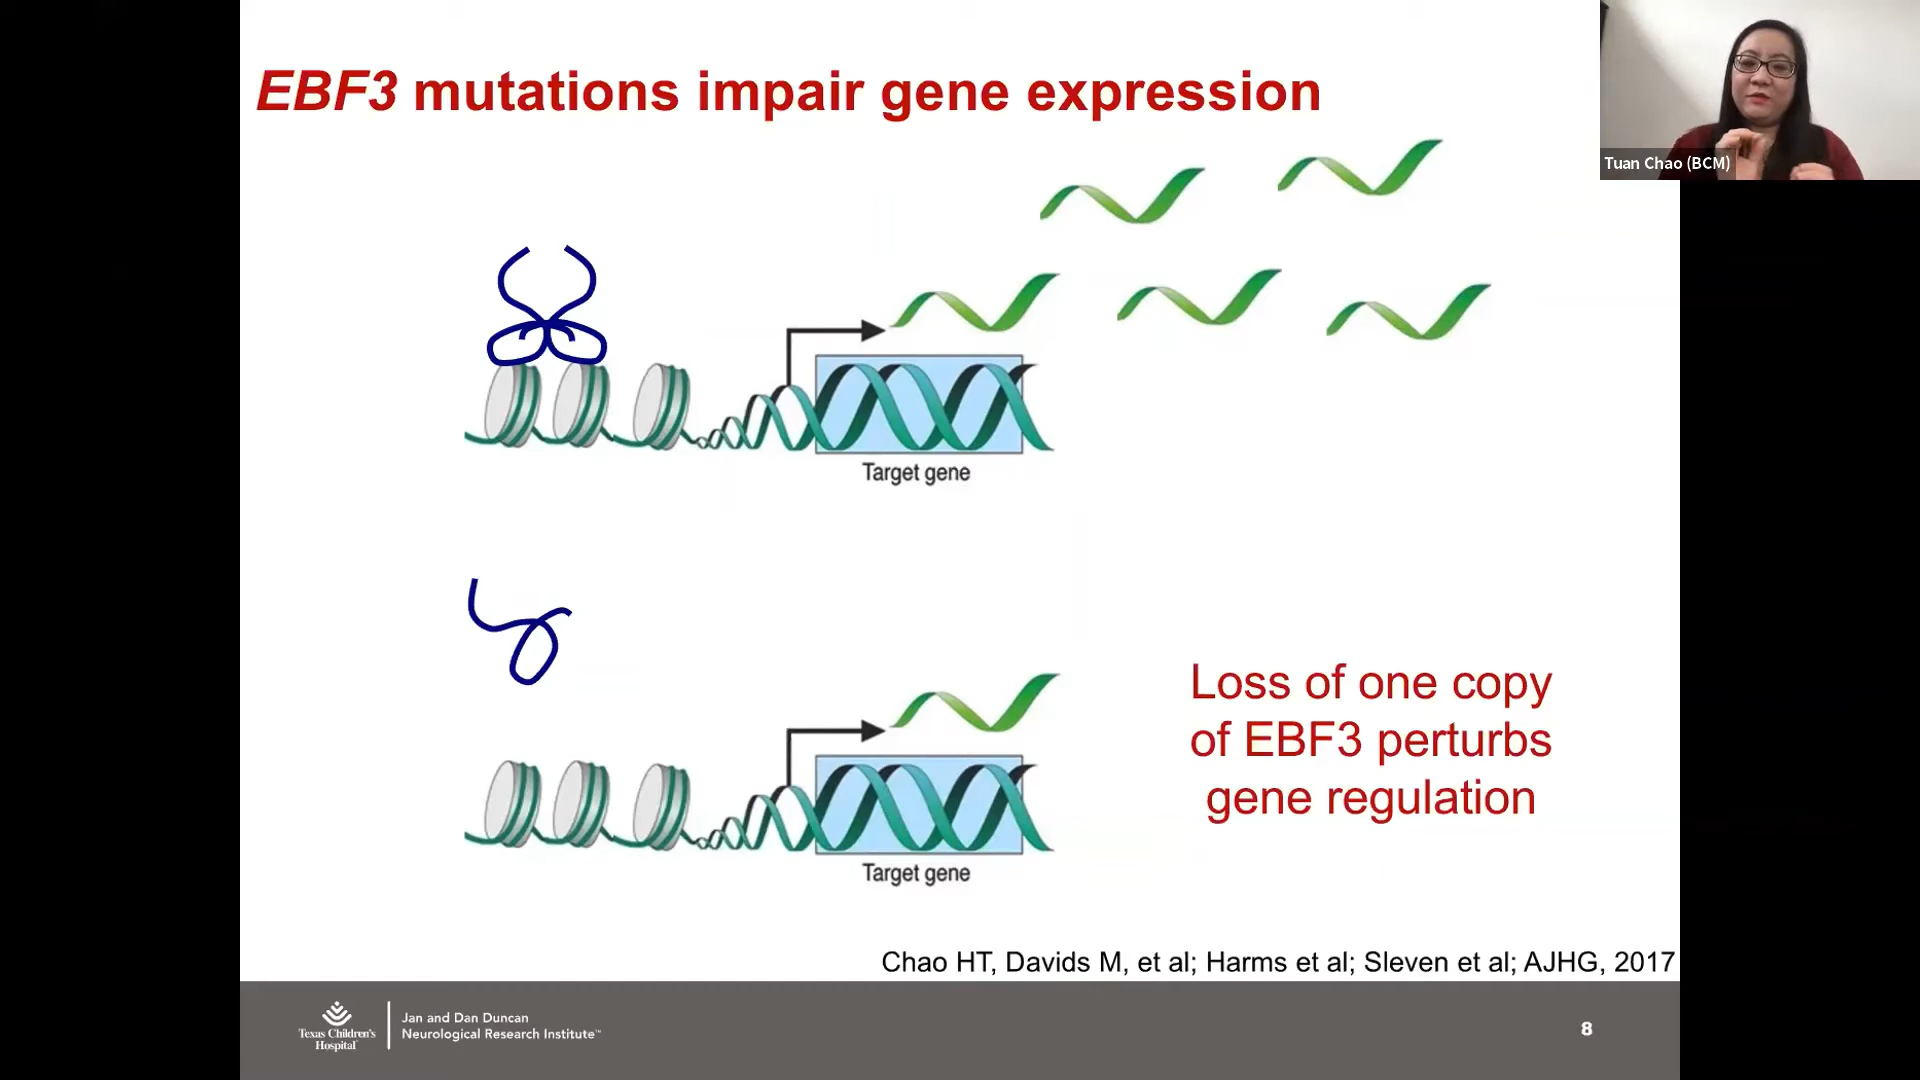 EBF3 mutations impair gene expression
Tuan Chao (BCM)
Target gene
Loss of one copy
of EBF3 perturbs
gene regulation
Target gene
Chao HT, Davids M, et al; Harms et al; Sleven et al; AJHG, 2017
Texas Children's
Hospital
Jan and Dan Duncan
Neurological Research Institute™
8